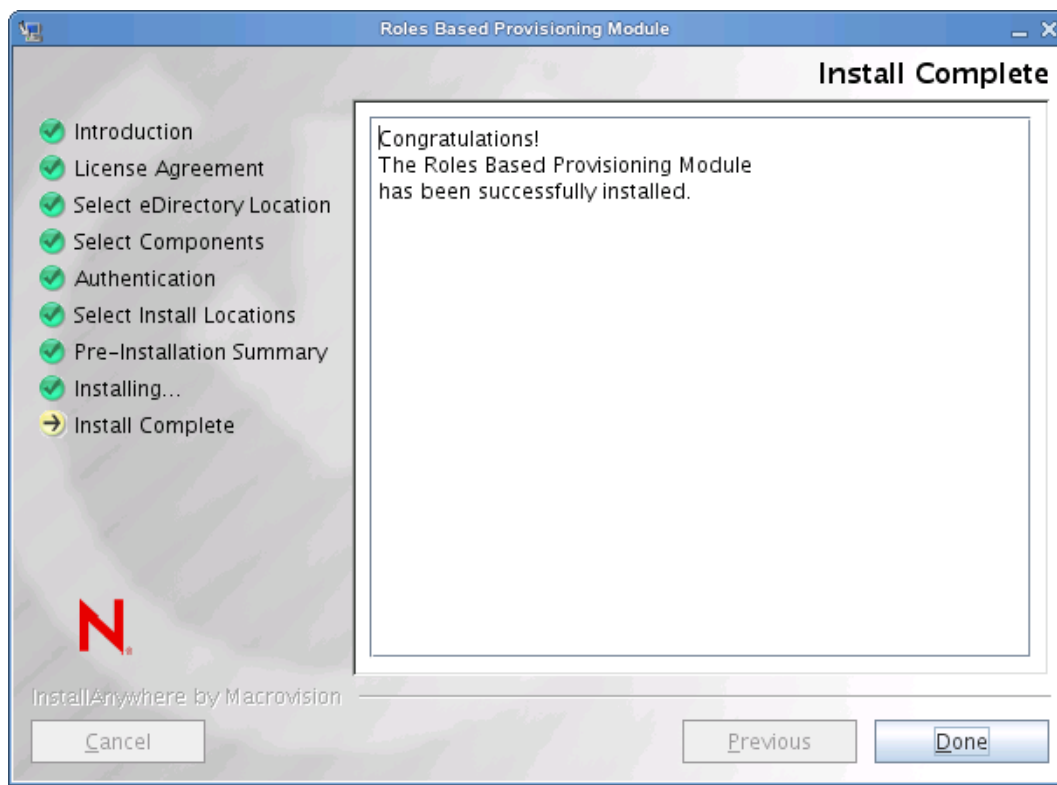 Roles Based Provisioning Module
Install Complete
Introduction
License Agreement
Select eDirectory Location
Select Components
Authentication
Select Install Locations
Pre-Installation Summary
Installing...
Install Complete
Congratulations!
The Roles Based Provisioning Module
has been successfully installed.
N®
InstallAnywhere by Macrovision
Cancel
Previous
Done